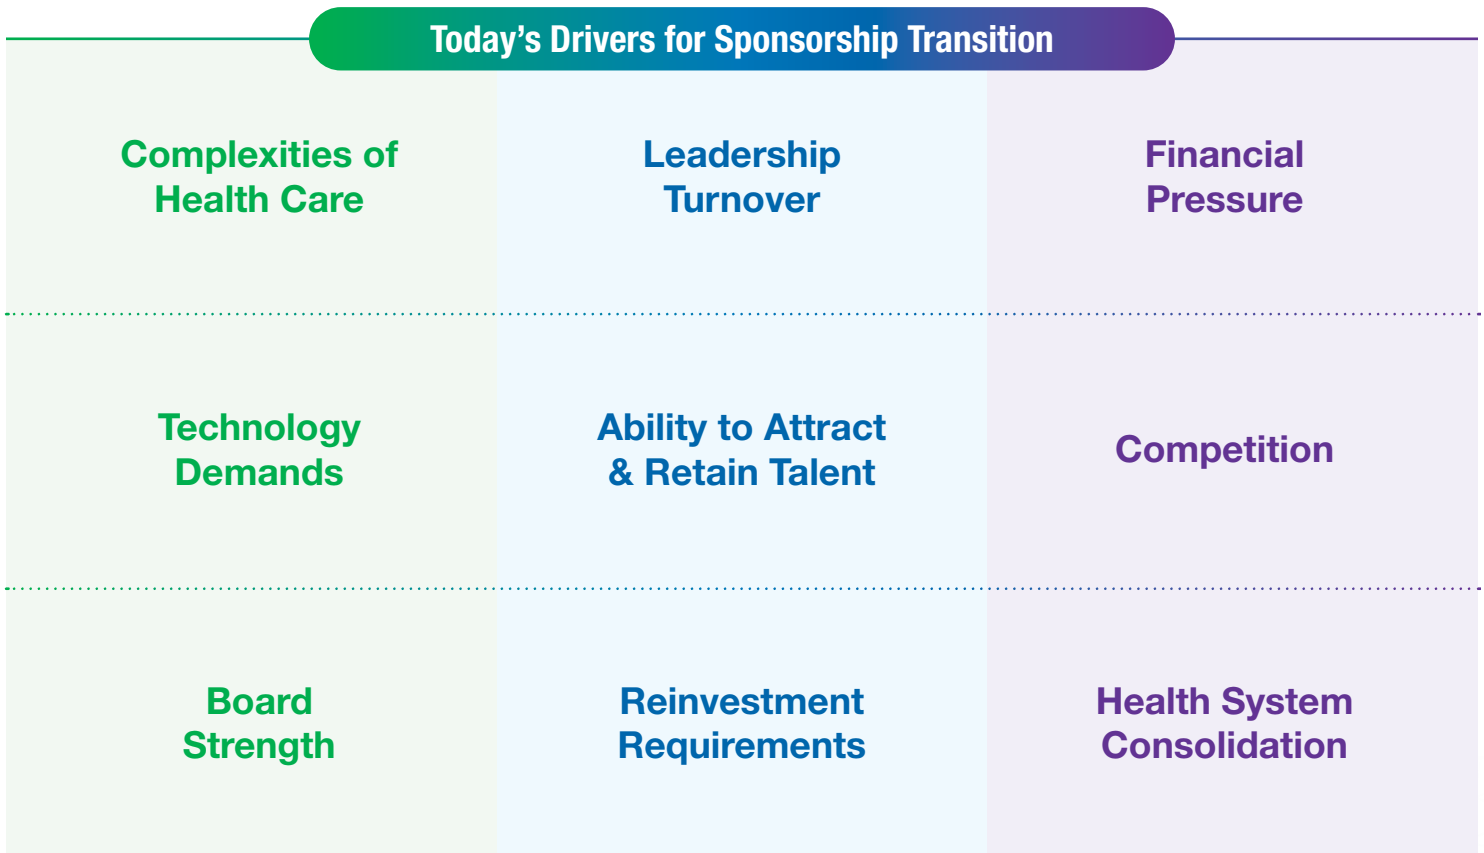 Today's Drivers for Sponsorship Transition
Complexities of
Health Care
Leadership
Turnover
Financial
Pressure
Technology
Demands
Ability to Attract
& Retain Talent
Competition
Board
Strength
Reinvestment
Requirements
Health System
Consolidation